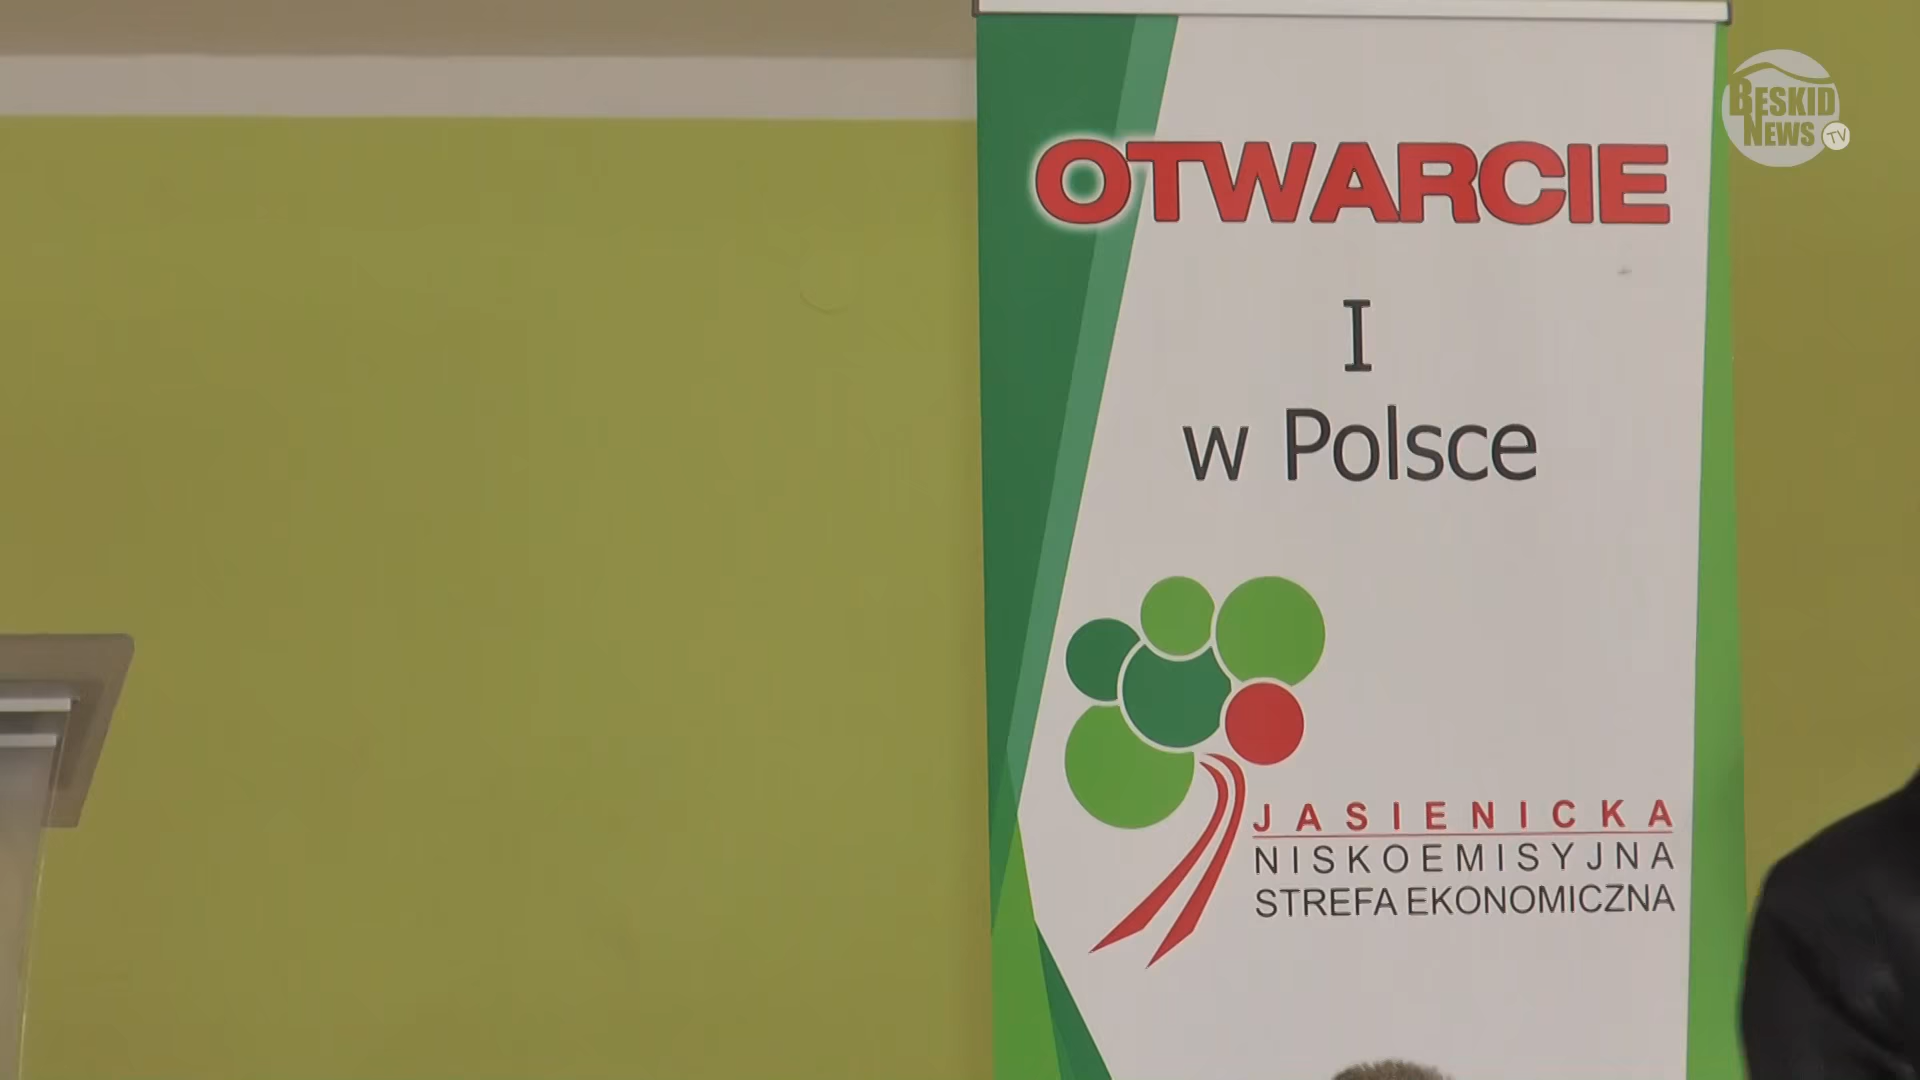 BESKID
NEWS TV
OTWARCIE
I
w Polsce
JASIENICKA
NISKOEMISYJNA
STREFA EKONOMICZNA